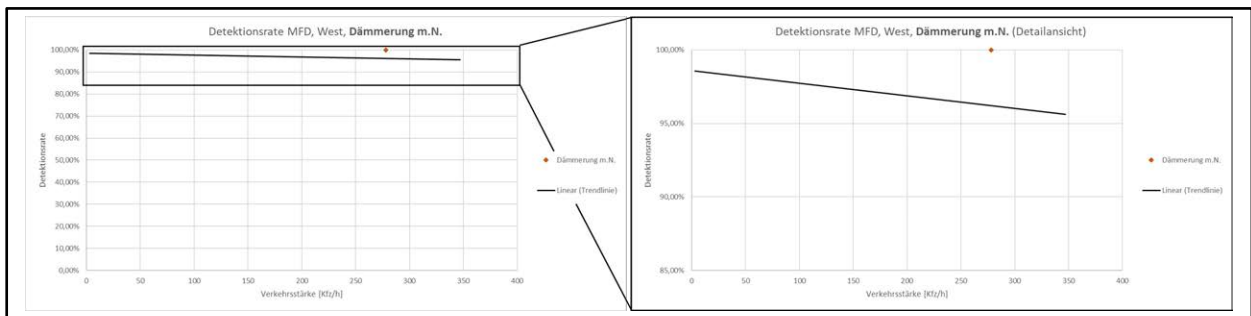 Detektionsrate MFD, West, Dämmerung m.N.
100,00%
90,00%
80,00%
70,00%
60,00%
50,00%
40,00%
30,00%
20,00%
10,00%
0,00%
Detektionsrate
0 50 100 150 200 250 300 350 400
Verkehrsstärke [Kfz/h]
Dämmerung m.N.
Linear (Trendlinie)
Detektionsrate MFD, West, Dämmerung m.N. (Detailansicht)
100,00%
95,00%
90,00%
85,00%
Detektionsrate
0 50 100 150 200 250 300 350 400
Verkehrsstärke [Kfz/h]
Dämmerung m.N.
Linear (Trendlinie)